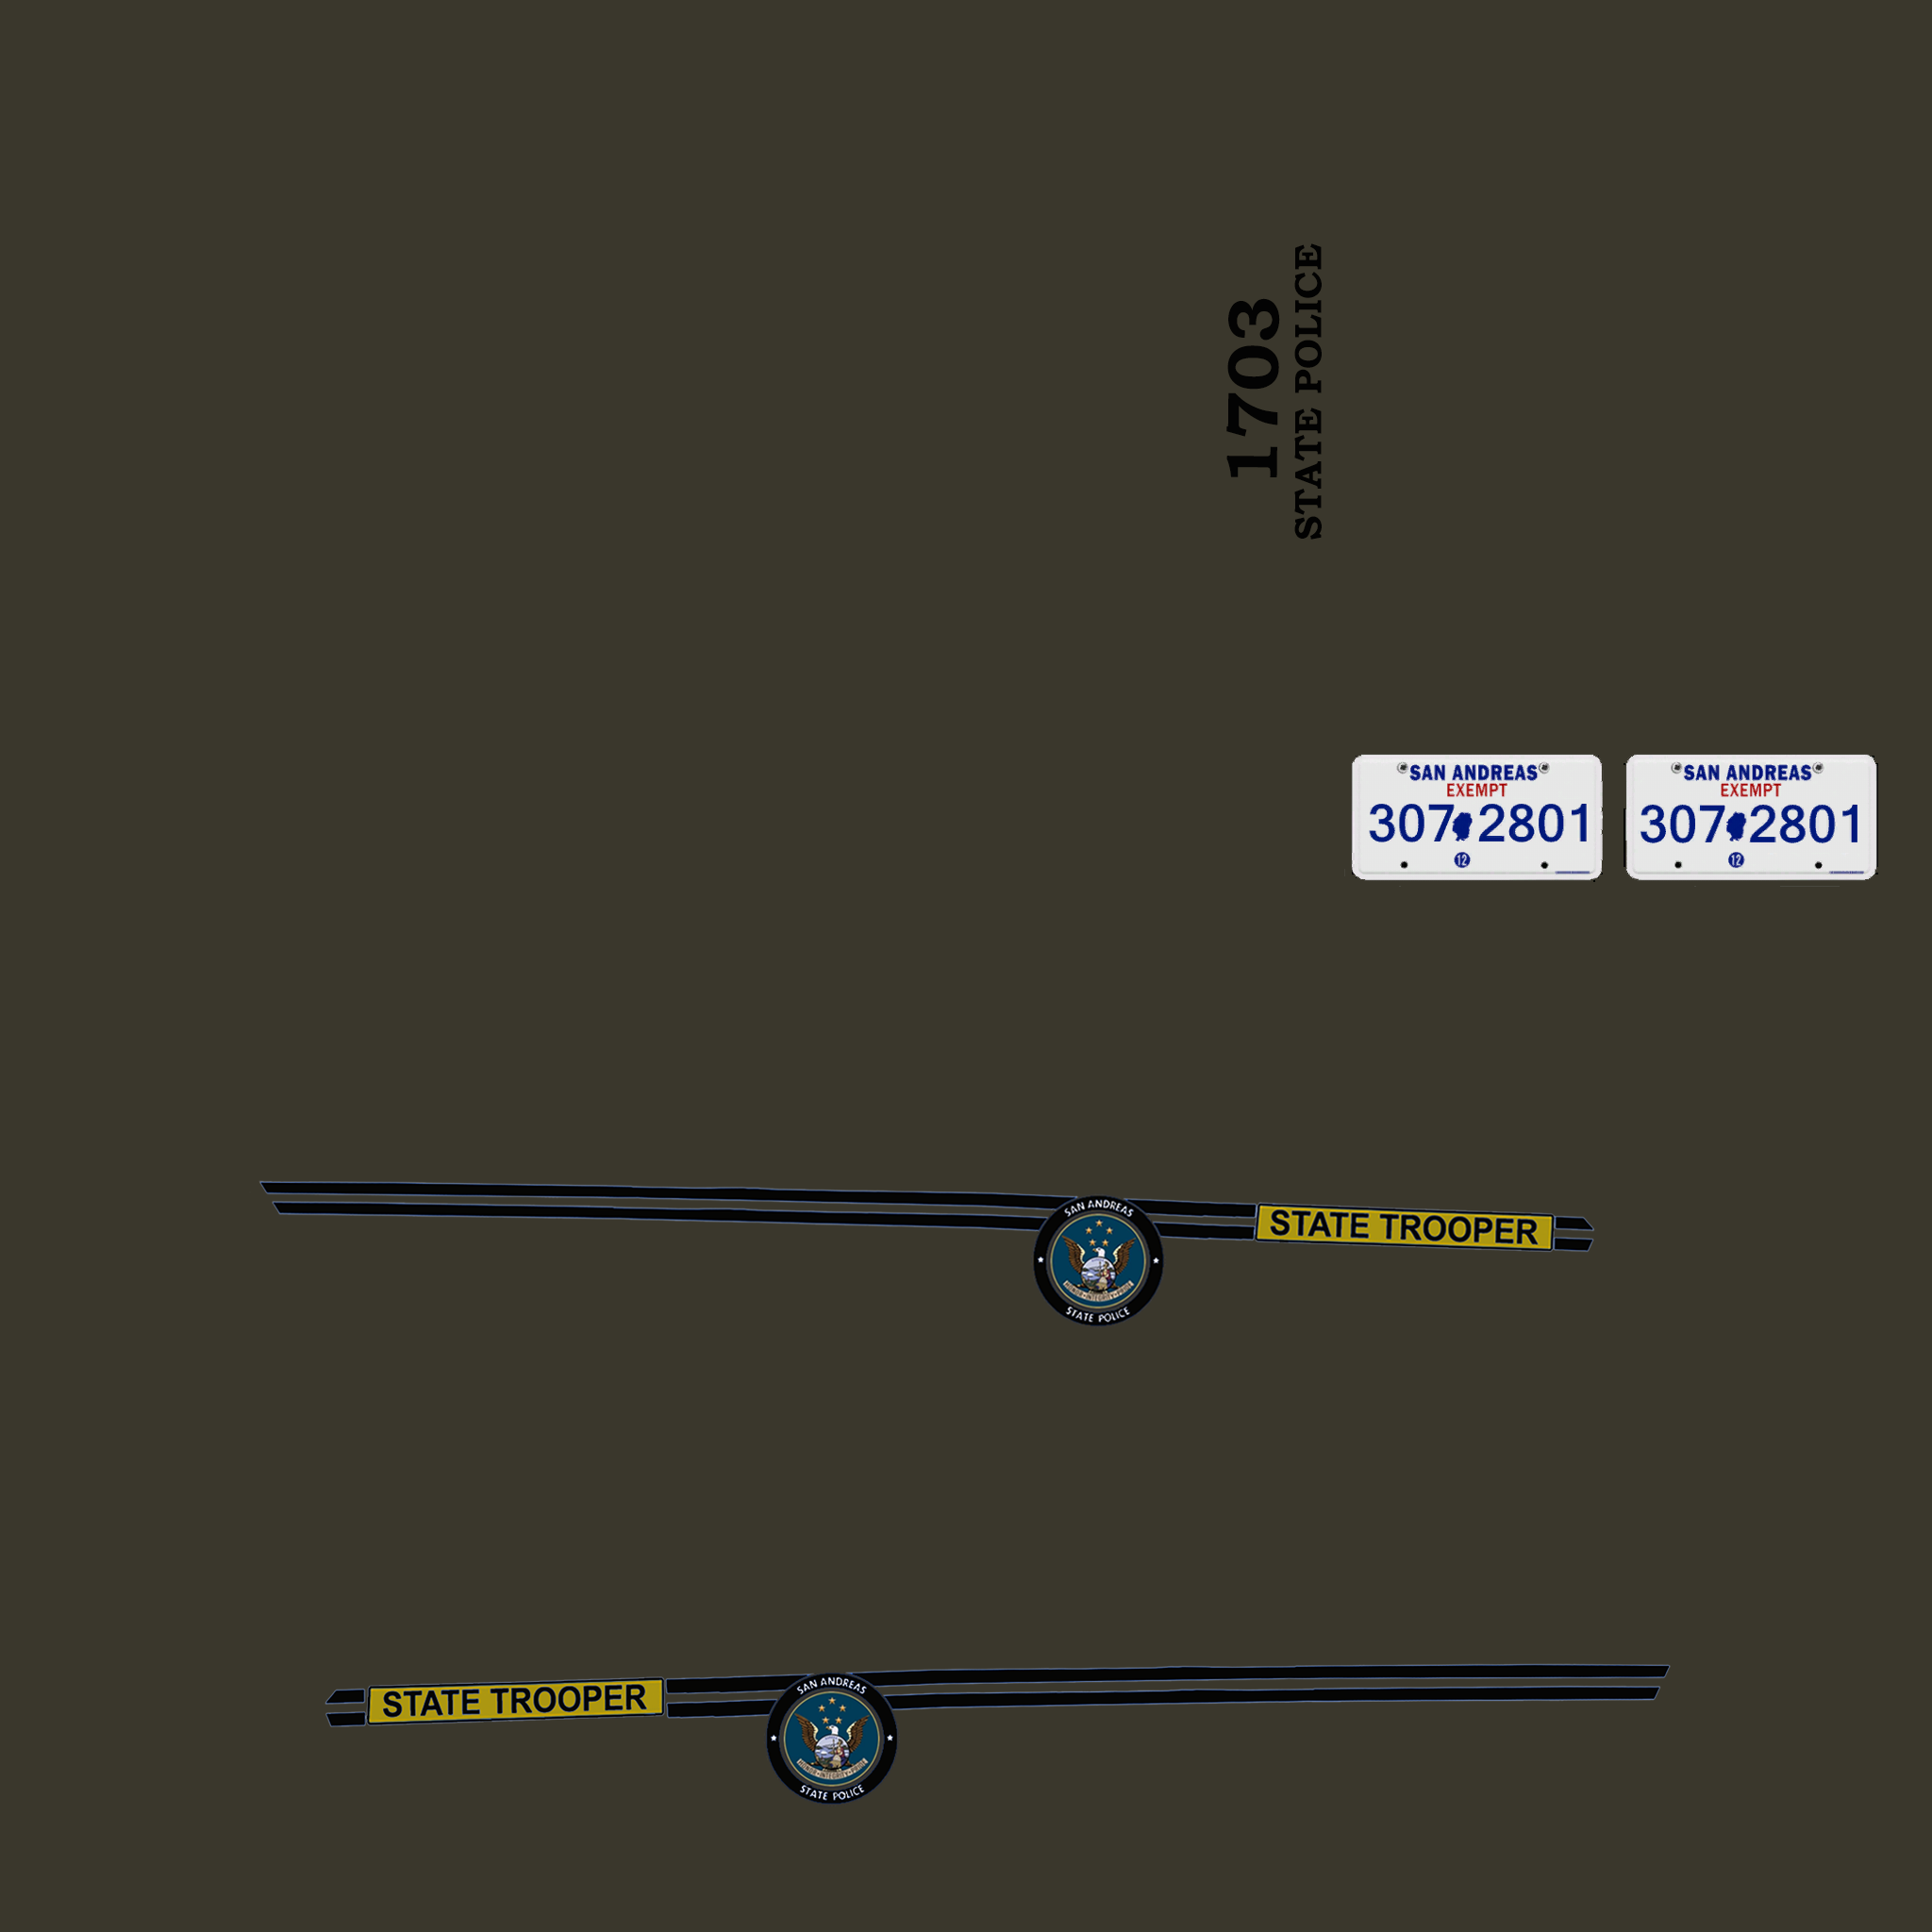 1703
STATE POLICE
SAN ANDREAS
EXEMPT
307 2801
12
SAN ANDREAS
EXEMPT
307 2801
12
SAN ANDREAS
STATE POLICE
STATE TROOPER
STATE TROOPER
SAN ANDREAS
STATE POLICE